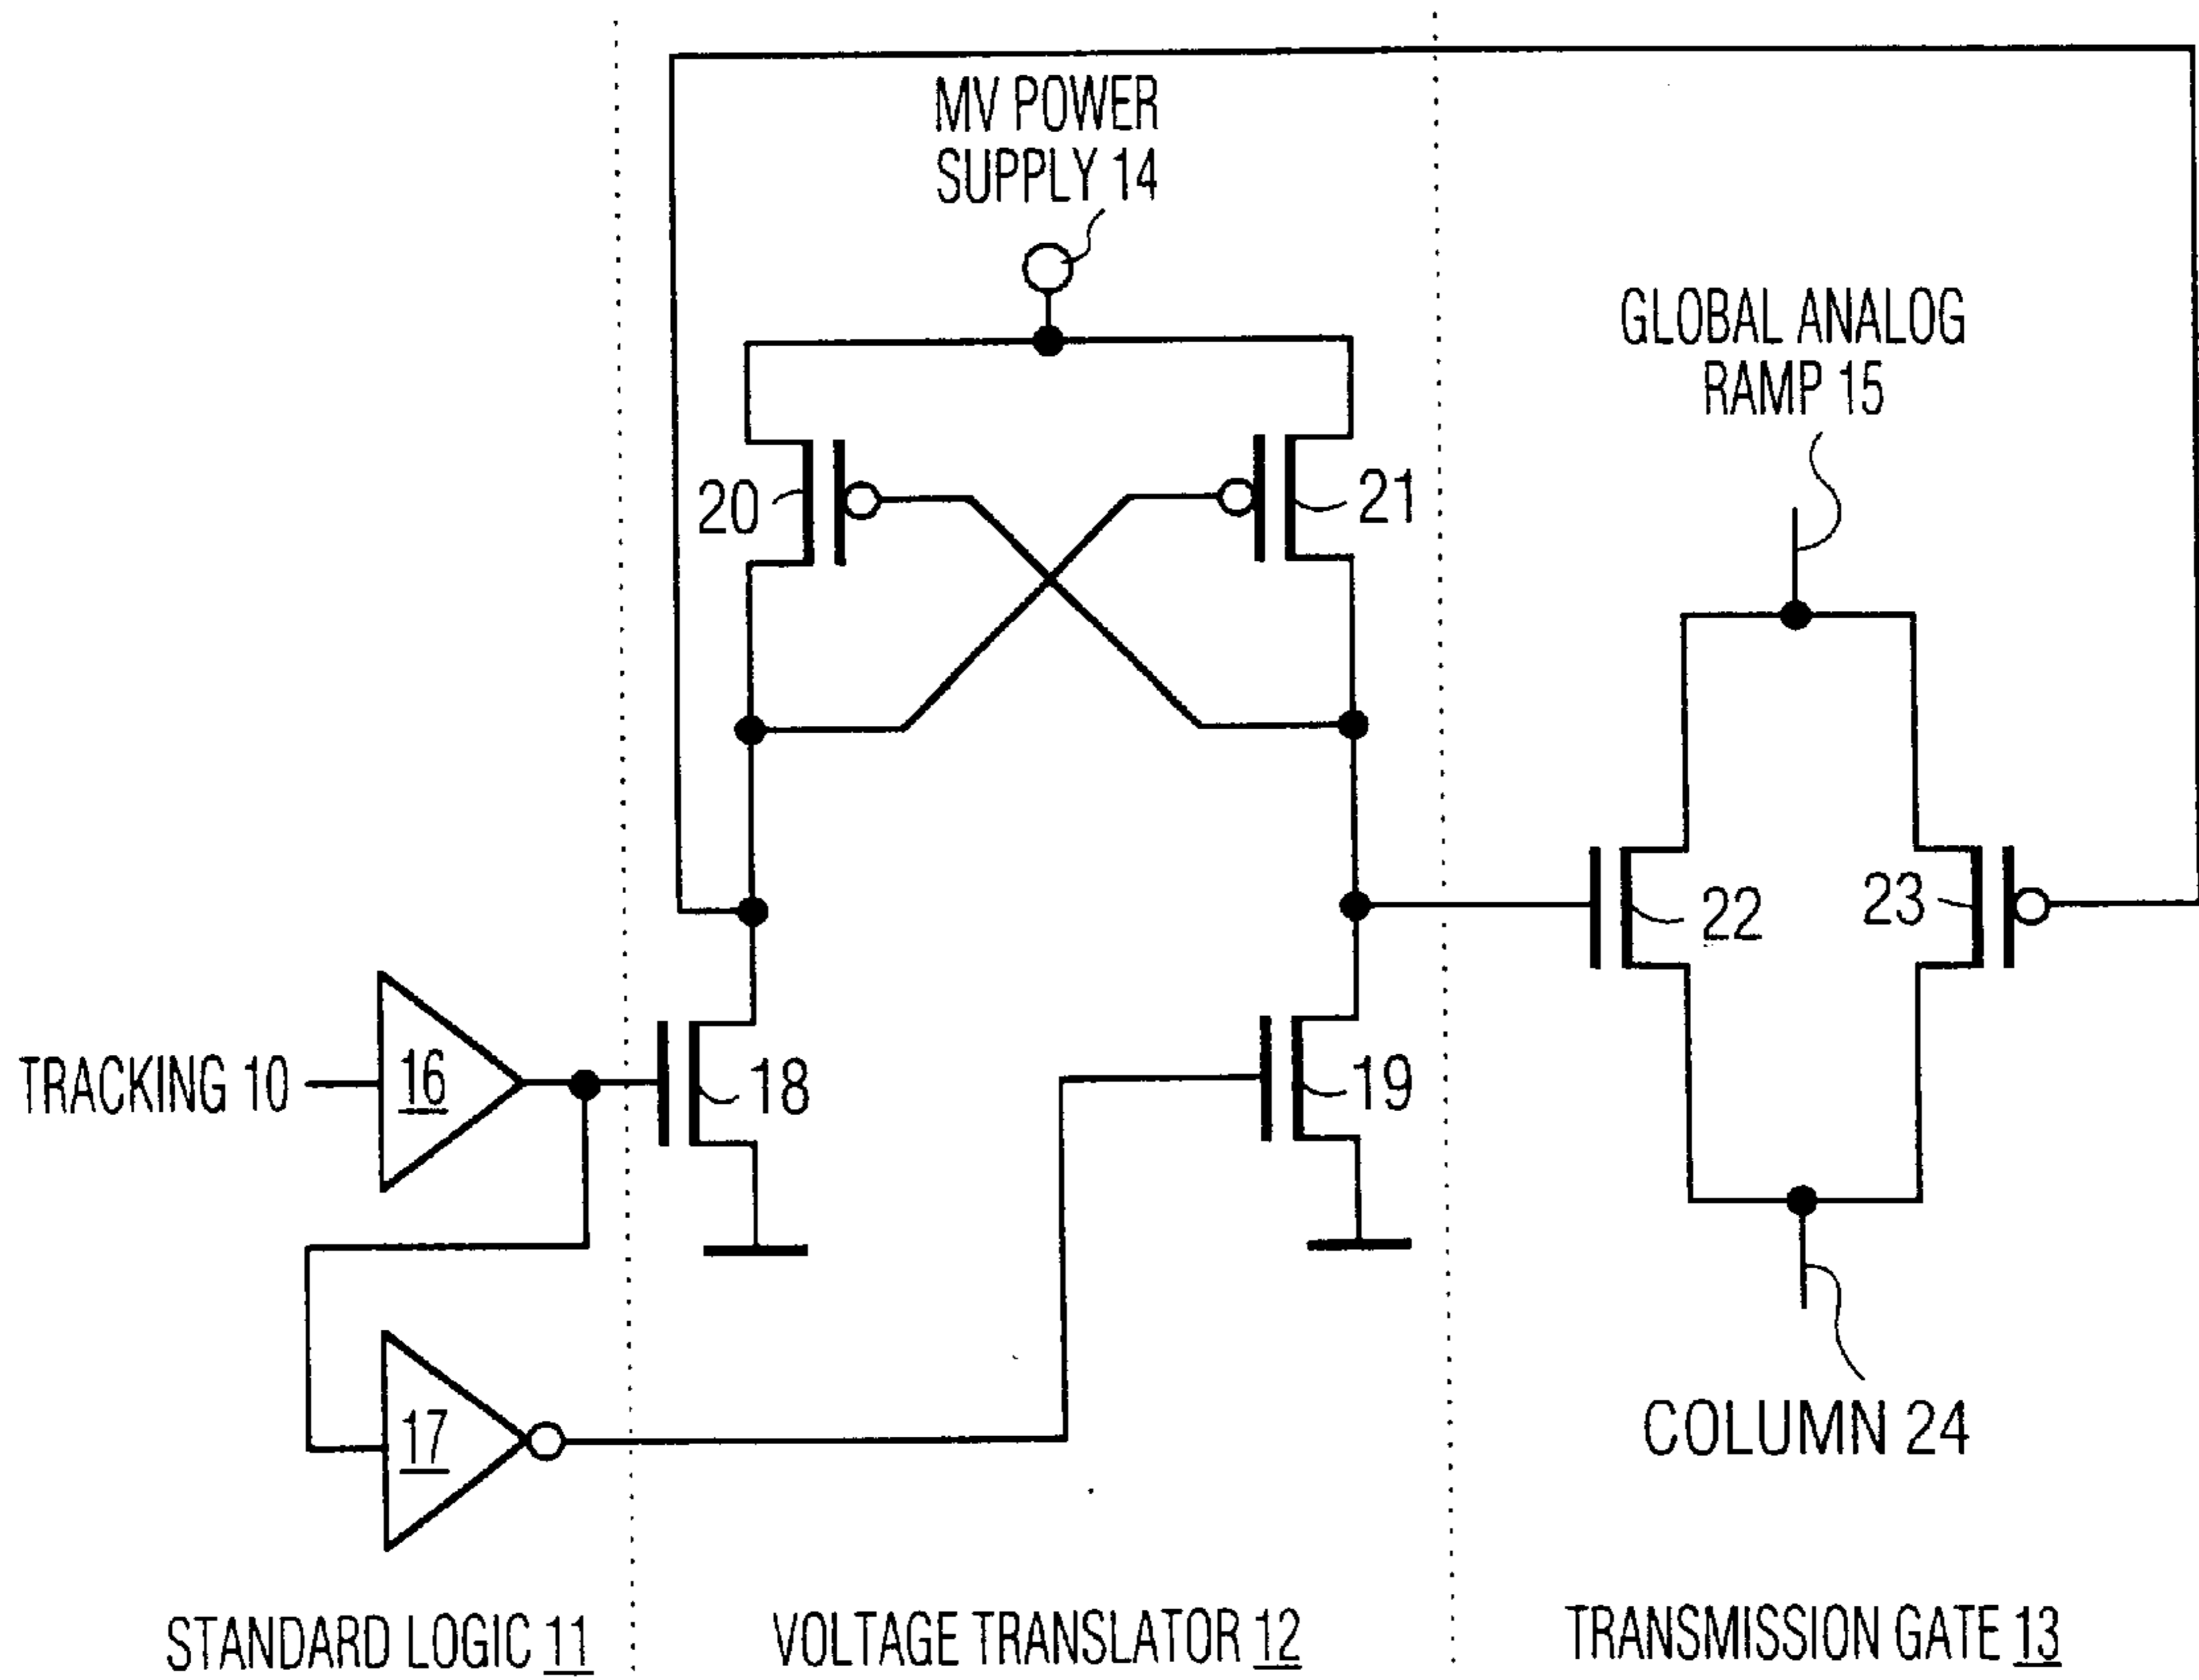 MV POWER
SUPPLY 14
GLOBAL ANALOG
RAMP 15
20
21
22
23
TRACKING 10
16
18
19
17
COLUMN 24
STANDARD LOGIC 11
VOLTAGE TRANSLATOR 12
TRANSMISSION GATE 13